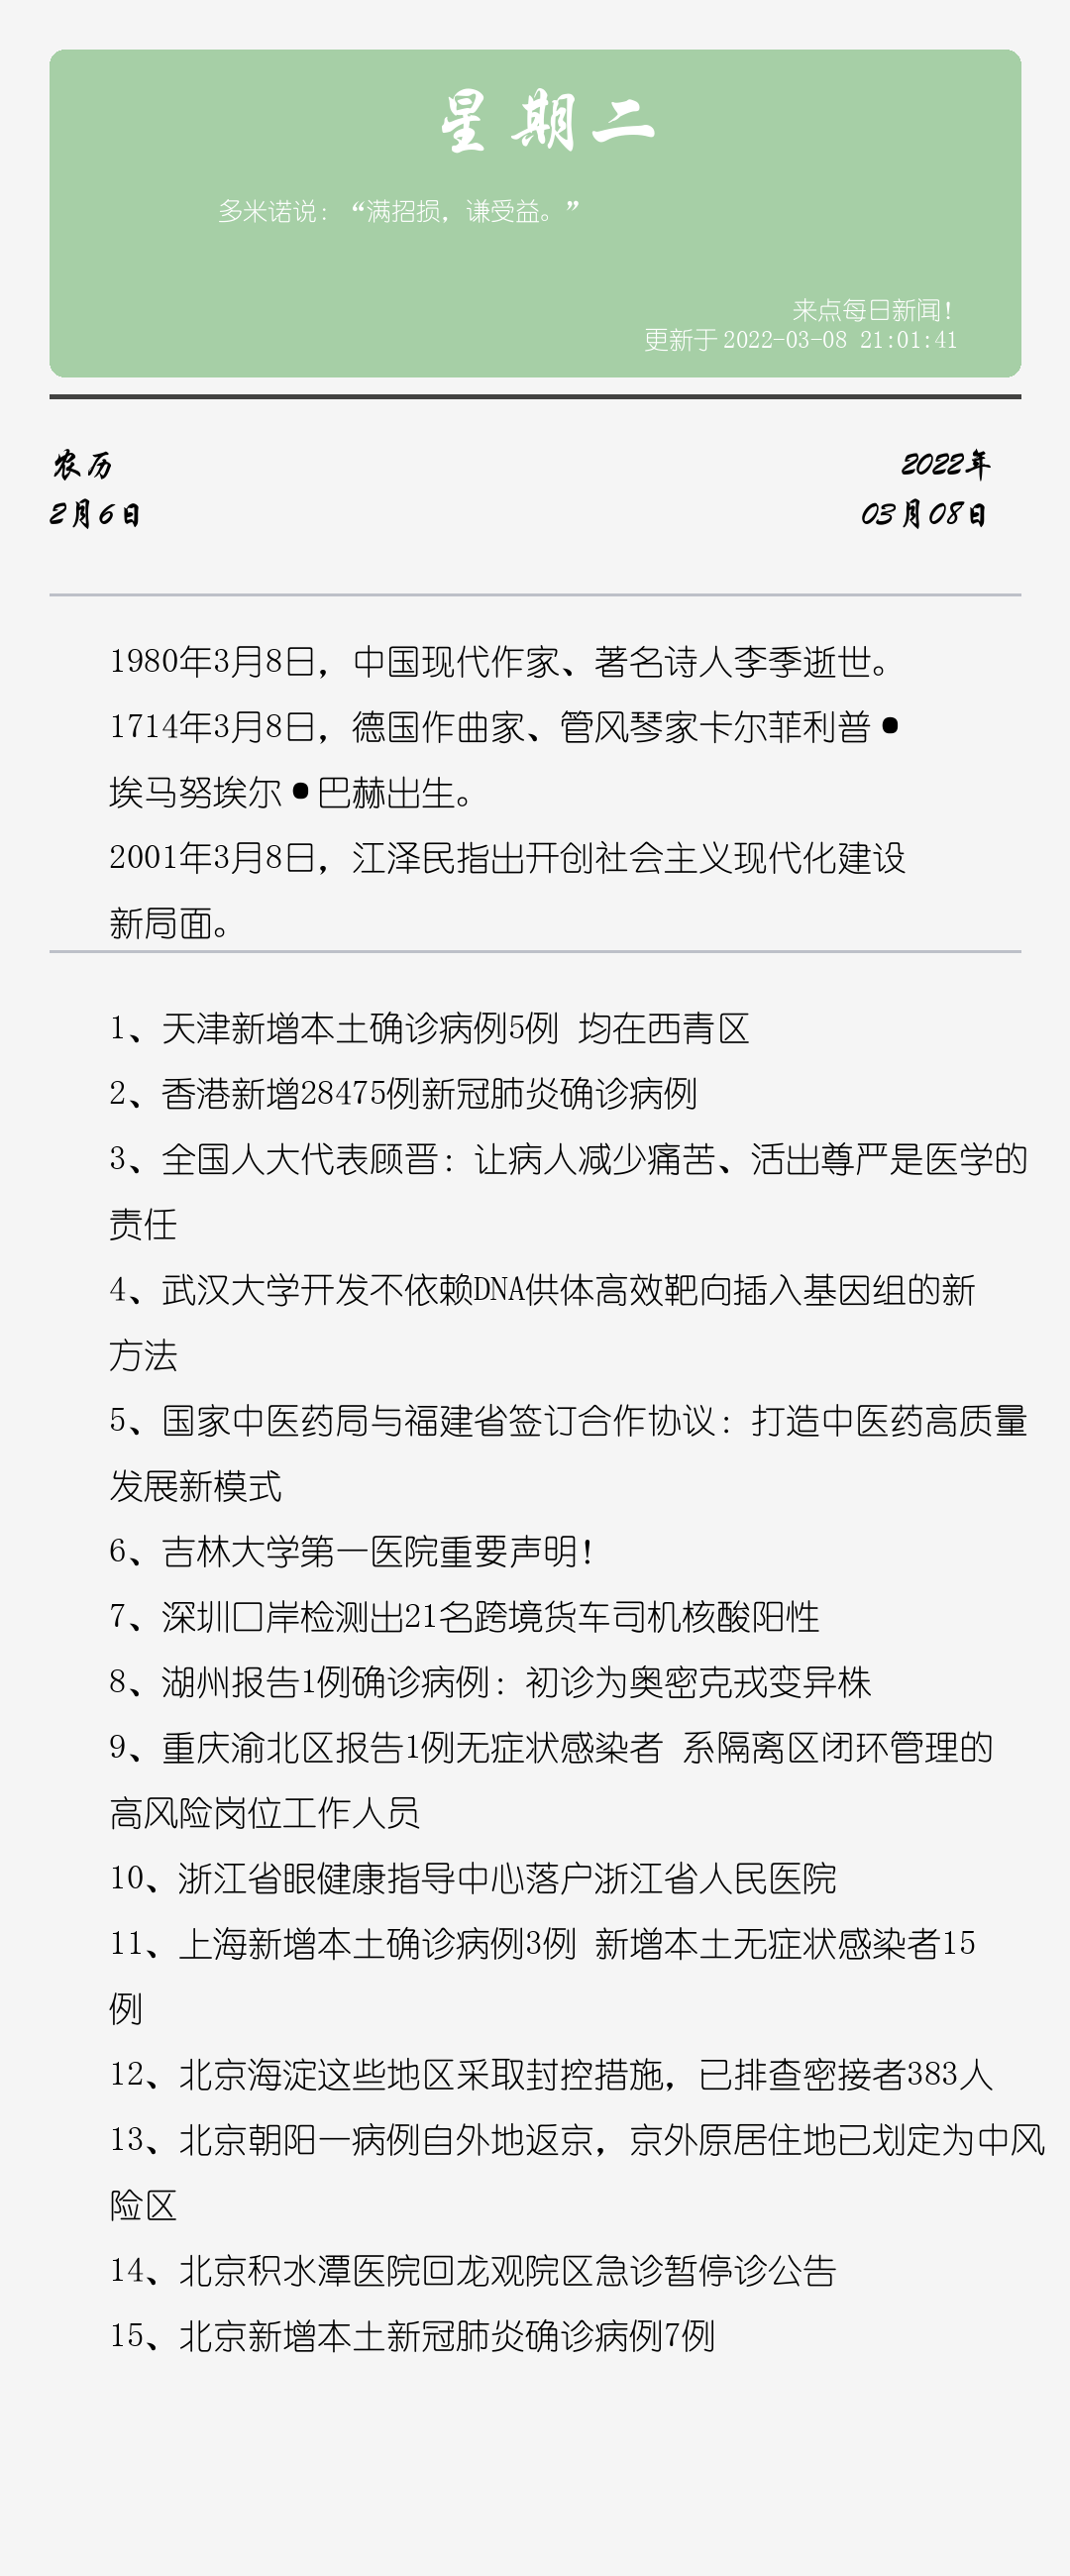 星期二
多米诺说：“满招损，谦受益。”
来点每日新闻！
更新于 2022-03-08 21:01:41
农历
2月6日
2022年
03月08日
1980年3月8日，中国现代作家、著名诗人李季逝世。
1714年3月8日，德国作曲家、管风琴家卡尔菲利普•
埃马努埃尔•巴赫出生。
2001年3月8日，江泽民指出开创社会主义现代化建设
新局面。
1、天津新增本土确诊病例5例 均在西青区
2、香港新增28475例新冠肺炎确诊病例
3、全国人大代表顾晋：让病人减少痛苦、活出尊严是医学的
责任
4、武汉大学开发不依赖DNA供体高效靶向插入基因组的新
方法
5、国家中医药局与福建省签订合作协议：打造中医药高质量
发展新模式
6、吉林大学第一医院重要声明！
7、深圳口岸检测出21名跨境货车司机核酸阳性
8、湖州报告1例确诊病例：初诊为奥密克戎变异株
9、重庆渝北区报告1例无症状感染者 系隔离区闭环管理的
高风险岗位工作人员
10、浙江省眼健康指导中心落户浙江省人民医院
11、上海新增本土确诊病例3例 新增本土无症状感染者15
例
12、北京海淀这些地区采取封控措施，已排查密接者383人
13、北京朝阳一病例自外地返京，京外原居住地已划定为中风
险区
14、北京积水潭医院回龙观院区急诊暂停诊公告
15、北京新增本土新冠肺炎确诊病例7例